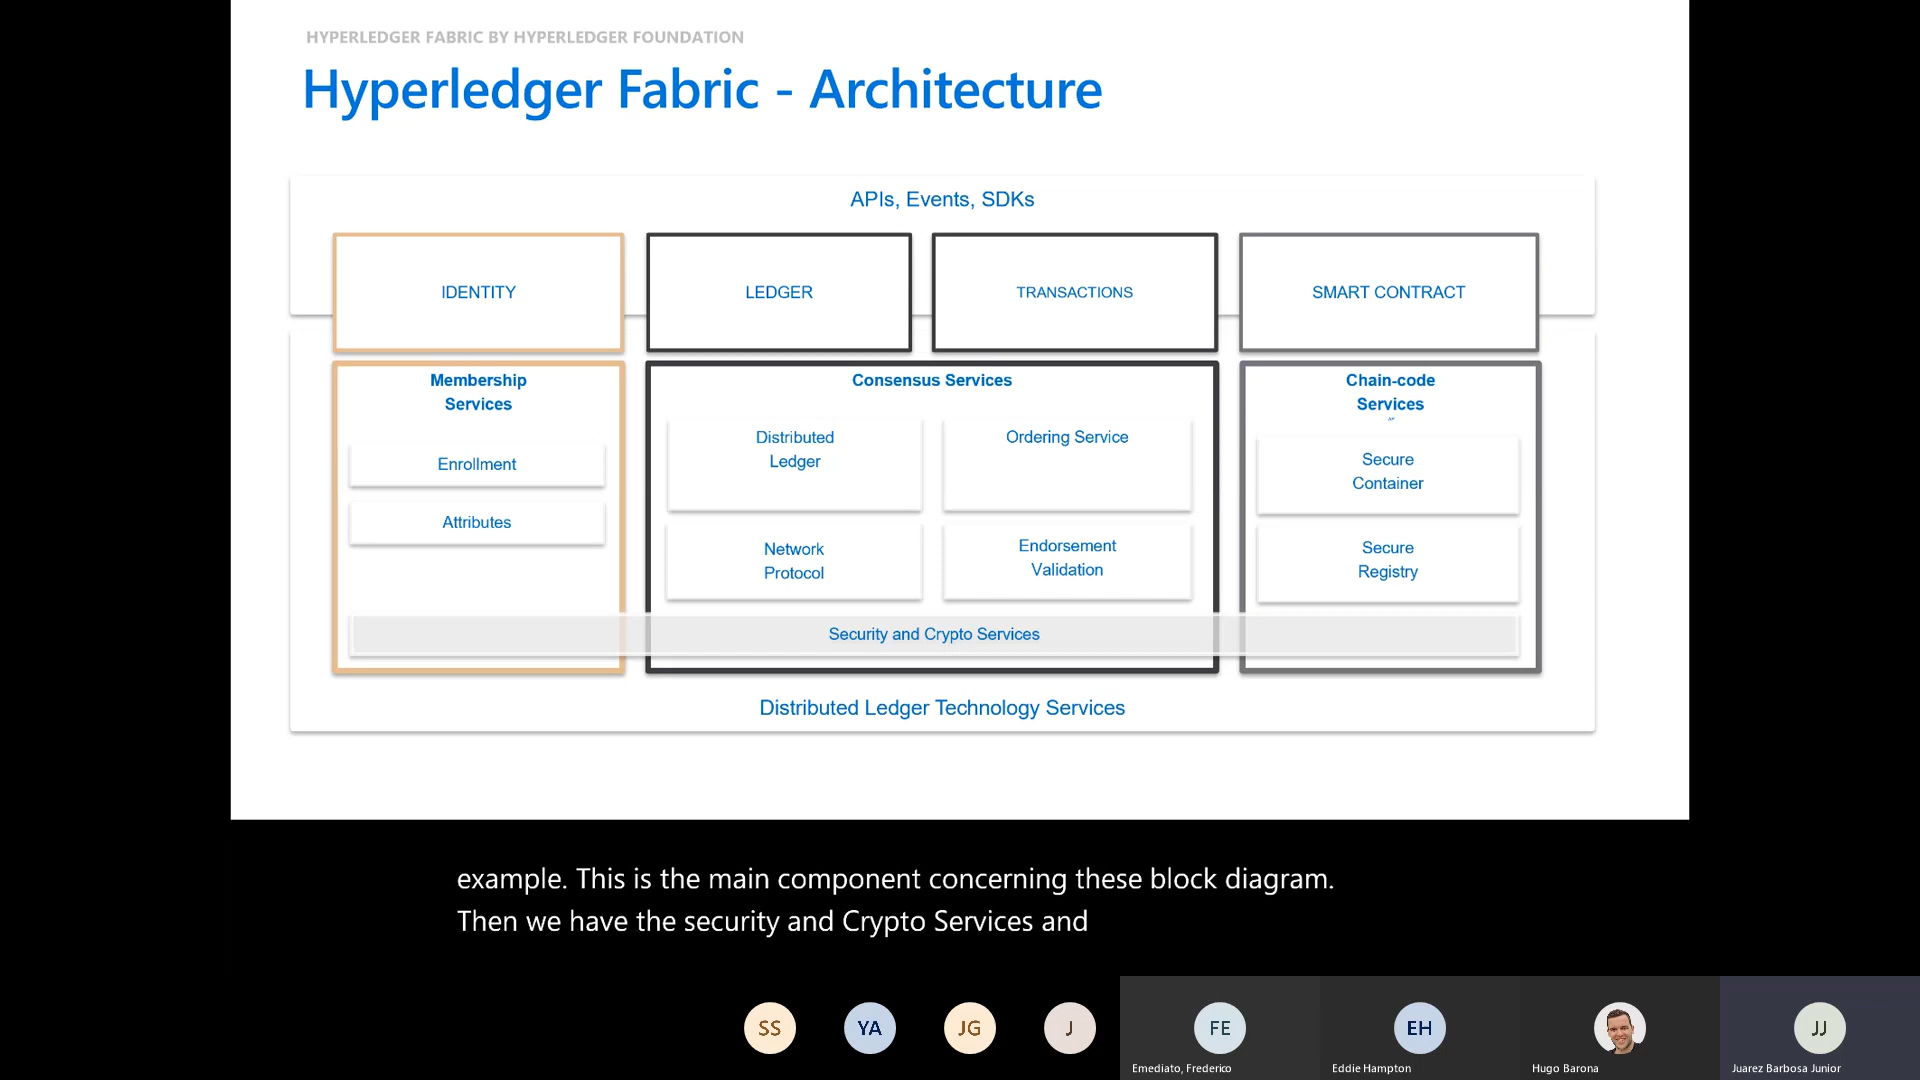 HYPERLEDGER FABRIC BY HYPERLEDGER FOUNDATION
Hyperledger Fabric - Architecture
APIs, Events, SDKs
IDENTITY
LEDGER
TRANSACTIONS
SMART CONTRACT
Membership
Services
Enrollment
Attributes
Consensus Services
Distributed
Ledger
Ordering Service
Network
Protocol
Endorsement
Validation
Chain-code
Services
Secure
Container
Secure
Registry
Security and Crypto Services
Distributed Ledger Technology Services
example. This is the main component concerning these block diagram.
Then we have the security and Crypto Services and
SS
YA
JG
J
FE
Emediato, Frederico
EH
Eddie Hampton
Hugo Barona
JJ
Juarez Barbosa Junior